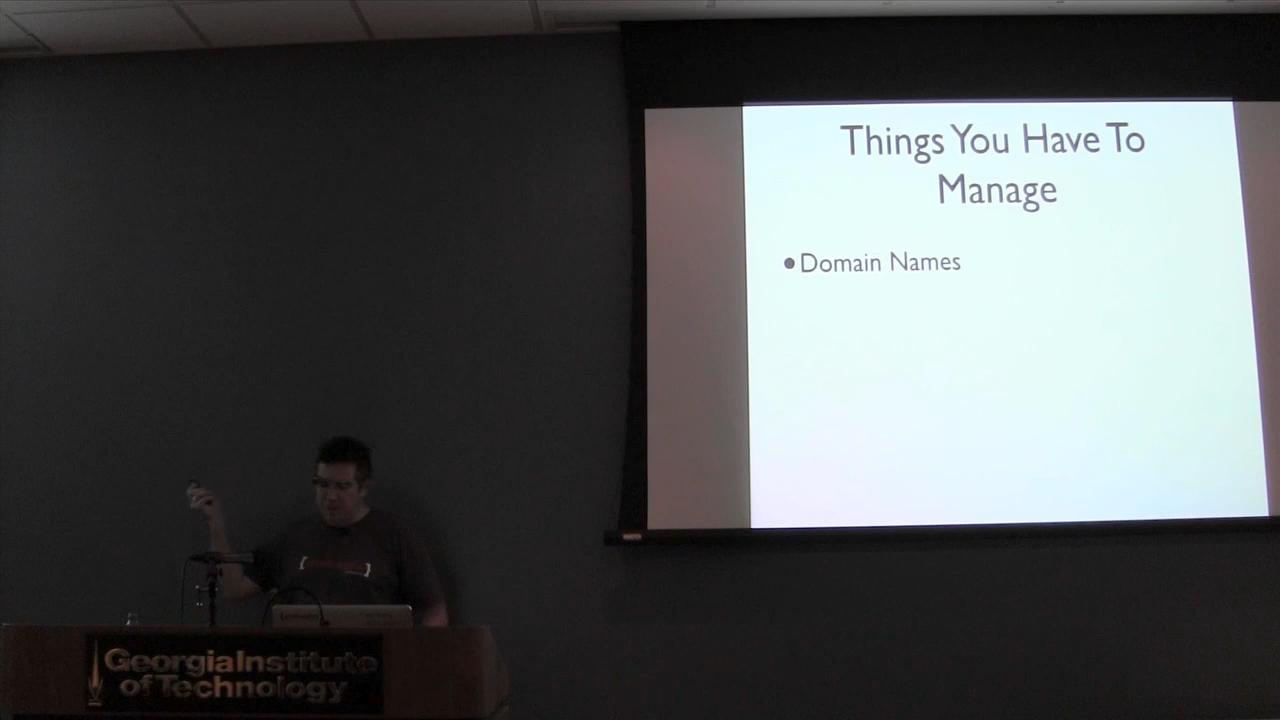 Things You Have To
Manage
•Domain Names
GeorgiaInstitute
of Technology